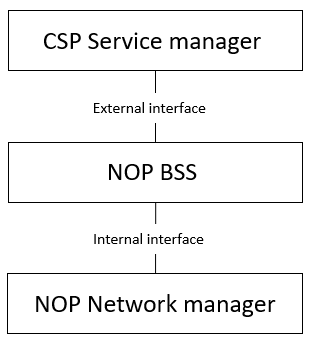 CSP Service manager
External interface
NOP BSS
Internal interface
NOP Network manager